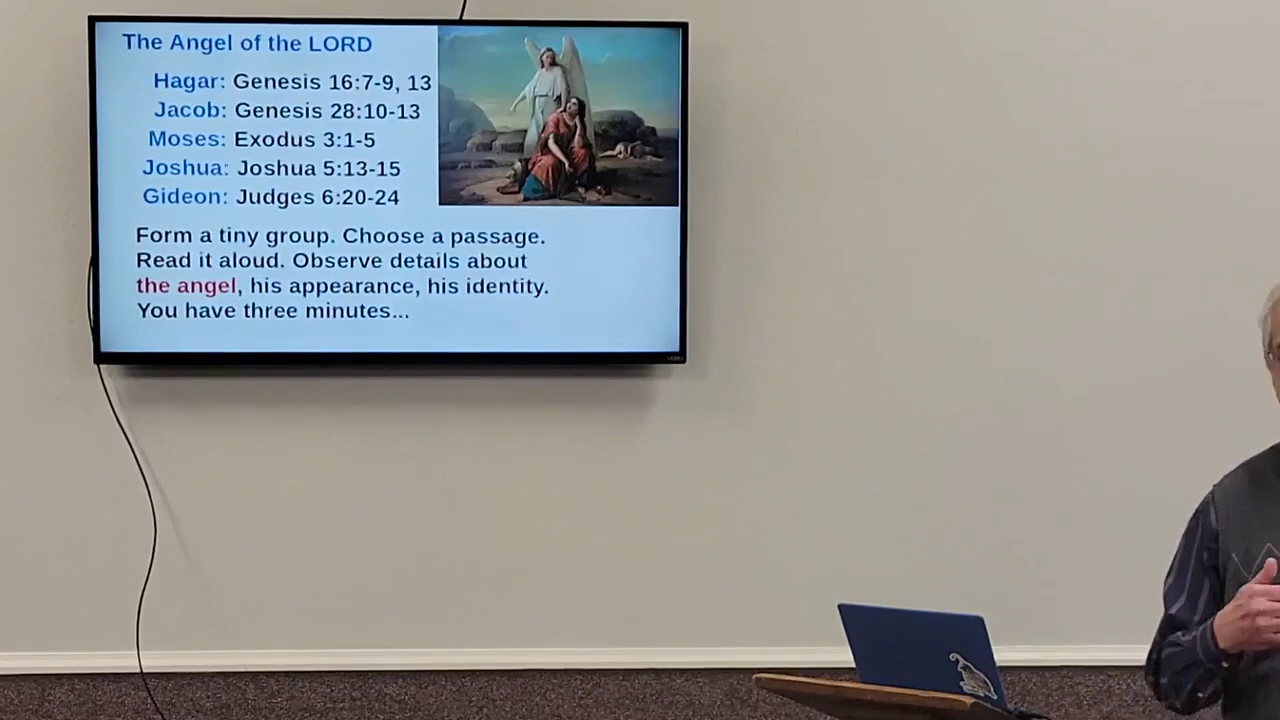 The Angel of the LORD
Hagar: Genesis 16:7-9, 13
Jacob: Genesis 28:10-13
Moses: Exodus 3:1-5
Joshua: Joshua 5:13-15
Gideon: Judges 6:20-24
Form a tiny group. Choose a passage.
Read it aloud. Observe details about
the angel, his appearance, his identity.
You have three minutes...